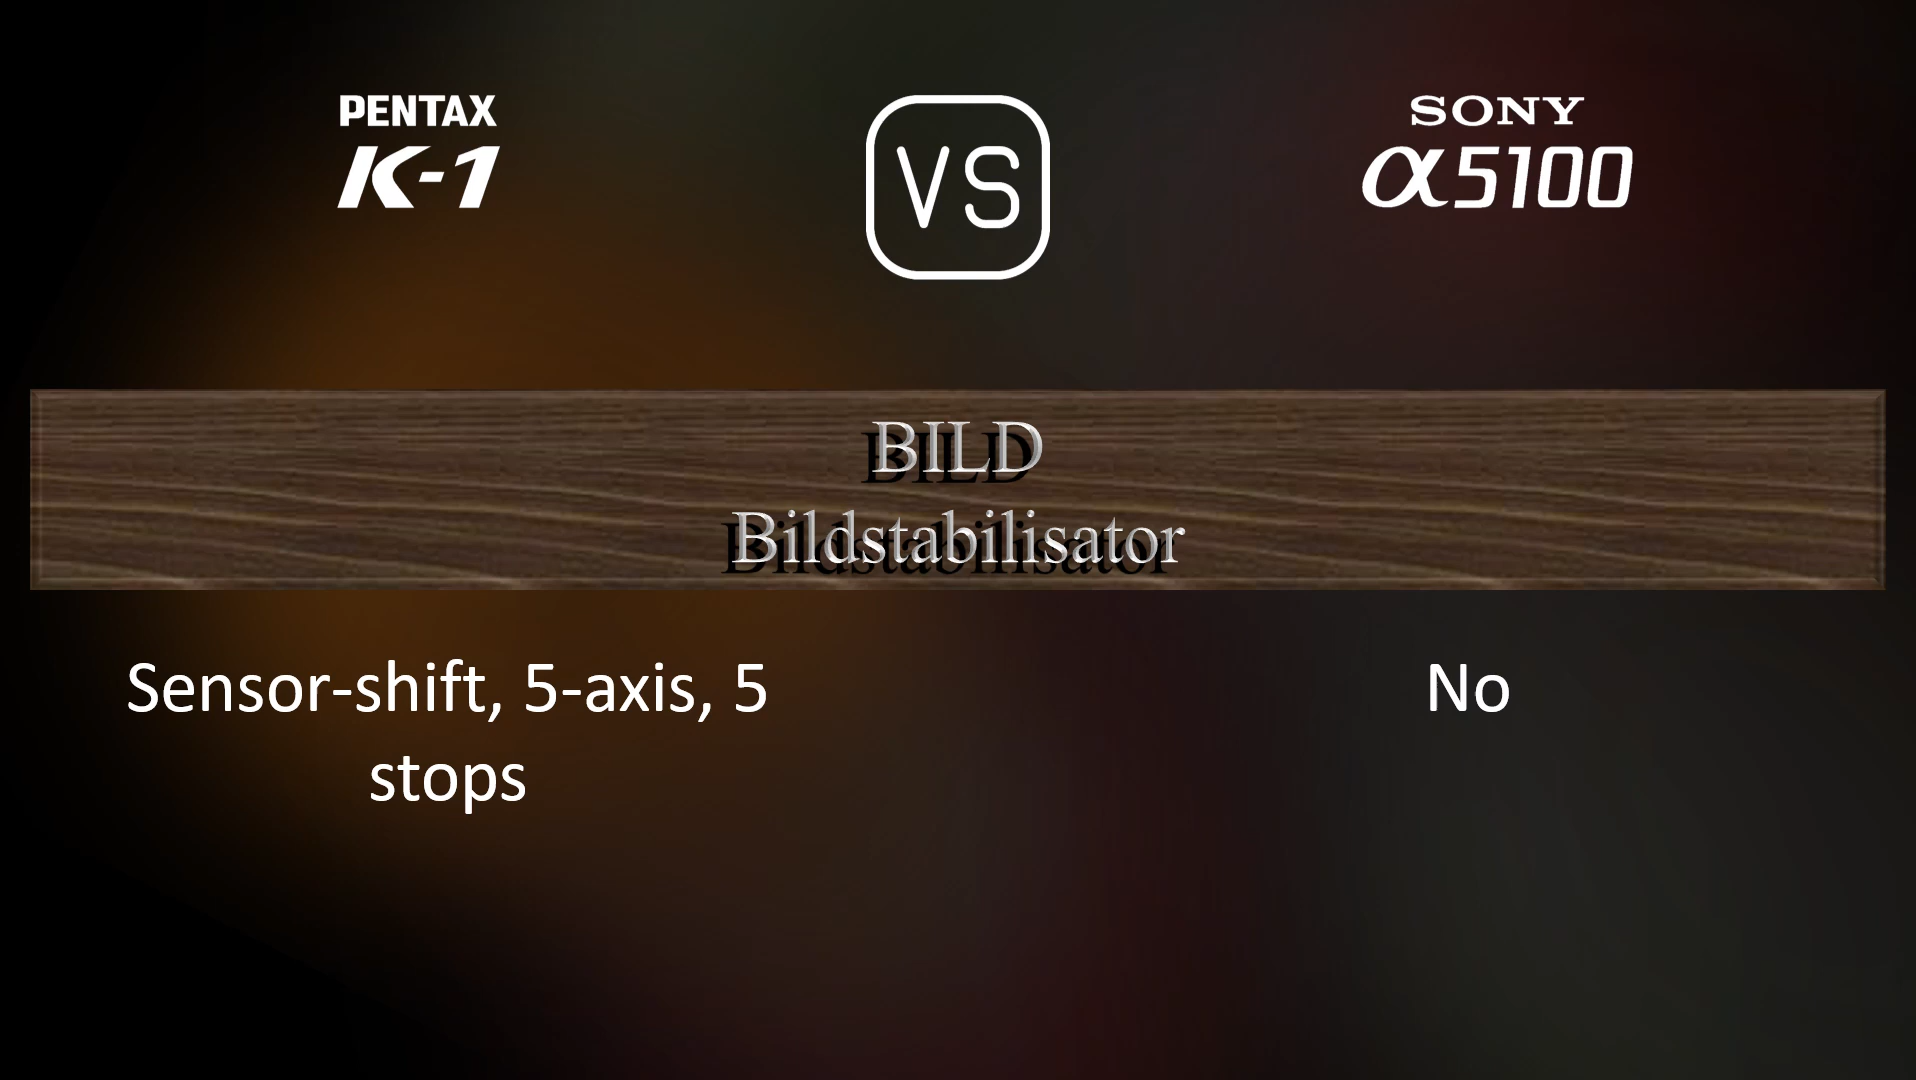 PENTAX
K-1
VS
SONY
α5100
BILD
Bildstabilisator
Sensor-shift, 5-axis, 5
stops
No